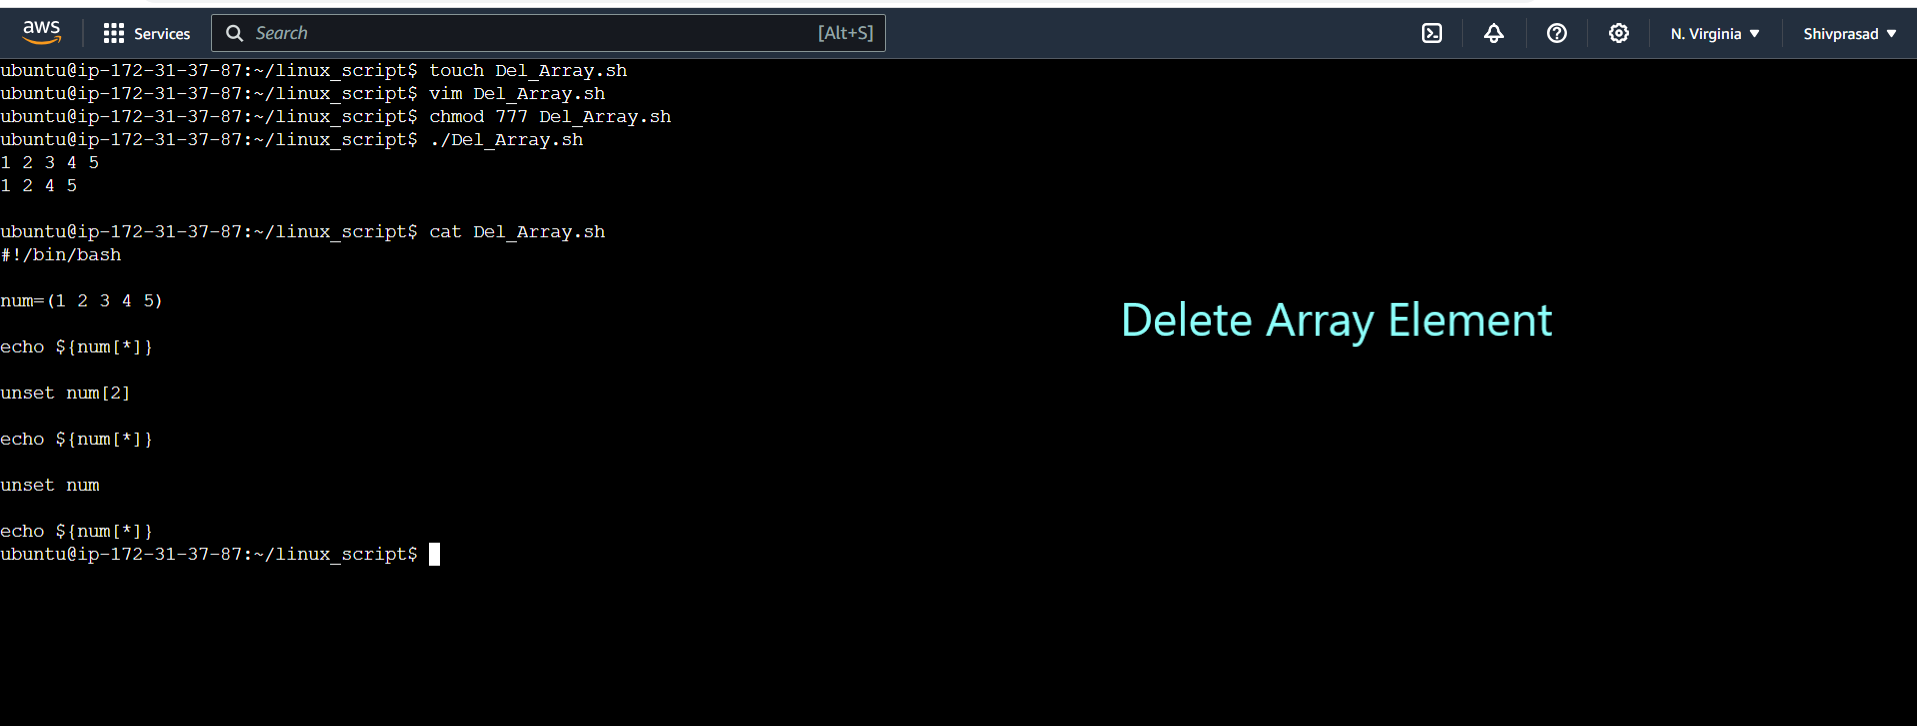 aws Services Search [Alt+S] N. Virginia Shivprasad
ubuntu@ip-172-31-37-87:~/linux_script$ touch Del_Array.sh
ubuntu@ip-172-31-37-87:~/linux_script$ vim Del_Array.sh
ubuntu@ip-172-31-37-87:~/linux_script$ chmod 777 Del_Array.sh
ubuntu@ip-172-31-37-87:~/linux_script$ ./Del_Array.sh
1 2 3 4 5
1 2 4 5
ubuntu@ip-172-31-37-87:~/linux_script$ cat Del_Array.sh
#!/bin/bash
num=(1 2 3 4 5)
Delete Array Element
echo ${num[*]}
unset num[2]
echo ${num[*]}
unset num
echo ${num[*]}
ubuntu@ip-172-31-37-87:~/linux_script$